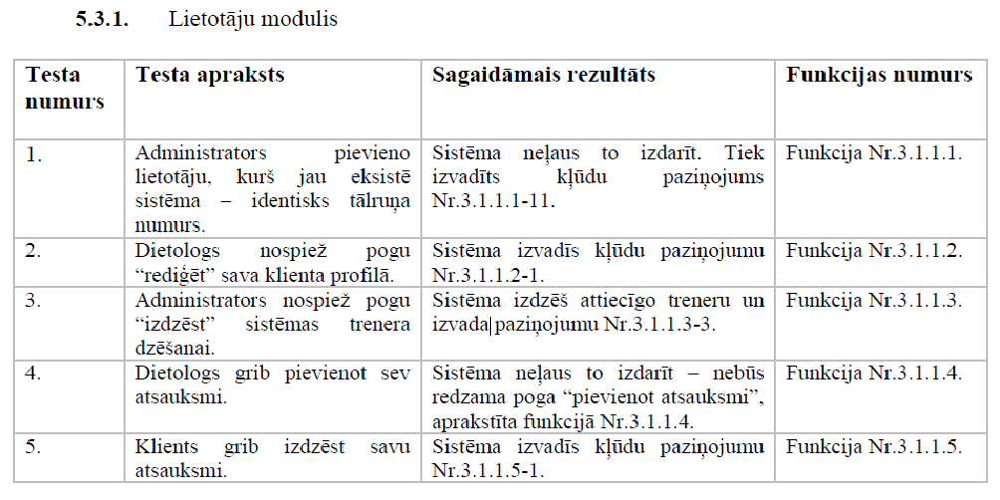 5.3.1. Lietotāju modulis
Testa numurs
Testa apraksts
Sagaidāmais rezultāts
Funkcijas numurs
1.
Administrators pievieno
lietotāju, kurš jau eksistē
sistēma – identisks tālruņa
numurs.
Sistēma neļaus to izdarīt. Tiek
izvadīts kļūdu paziņojums
Nr.3.1.1.1-11.
Funkcija Nr.3.1.1.1.
2.
Dietologs nospiež pogu
“rediģēt” sava klienta profilā.
Sistēma izvadīs kļūdu paziņojumu
Nr.3.1.1.2-1.
Funkcija Nr.3.1.1.2.
3.
Administrators nospiež pogu
“izdzēst” sistēmas trenera
dzēšanai.
Sistēma izdzēš attiecīgo treneru un
izvada paziņojumu Nr.3.1.1.3-3.
Funkcija Nr.3.1.1.3.
4.
Dietologs grib pievienot sev
atsauksmi.
Sistēma neļaus to izdarīt – nebūs
redzama poga “pievienot atsauksmi”,
aprakstīta funkcijā Nr.3.1.1.4.
Funkcija Nr.3.1.1.4.
5.
Klients grib izdzēst savu
atsauksmi.
Sistēma izvadīs kļūdu paziņojumu
Nr.3.1.1.5-1.
Funkcija Nr.3.1.1.5.